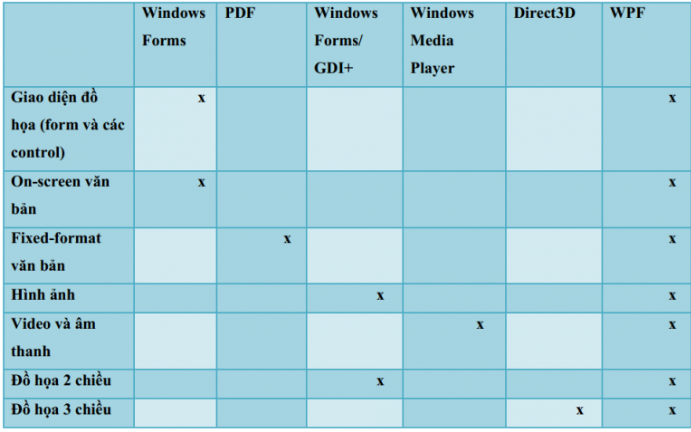 Windows Forms PDF Windows Forms/ GDI+ Windows Media Player Direct3D WPF
Giao diện đồ họa (form và các control) x x
On-screen văn bản x x
Fixed-format văn bản x x
Hình ảnh x x
Video và âm thanh x x
Đồ họa 2 chiều x x
Đồ họa 3 chiều x x